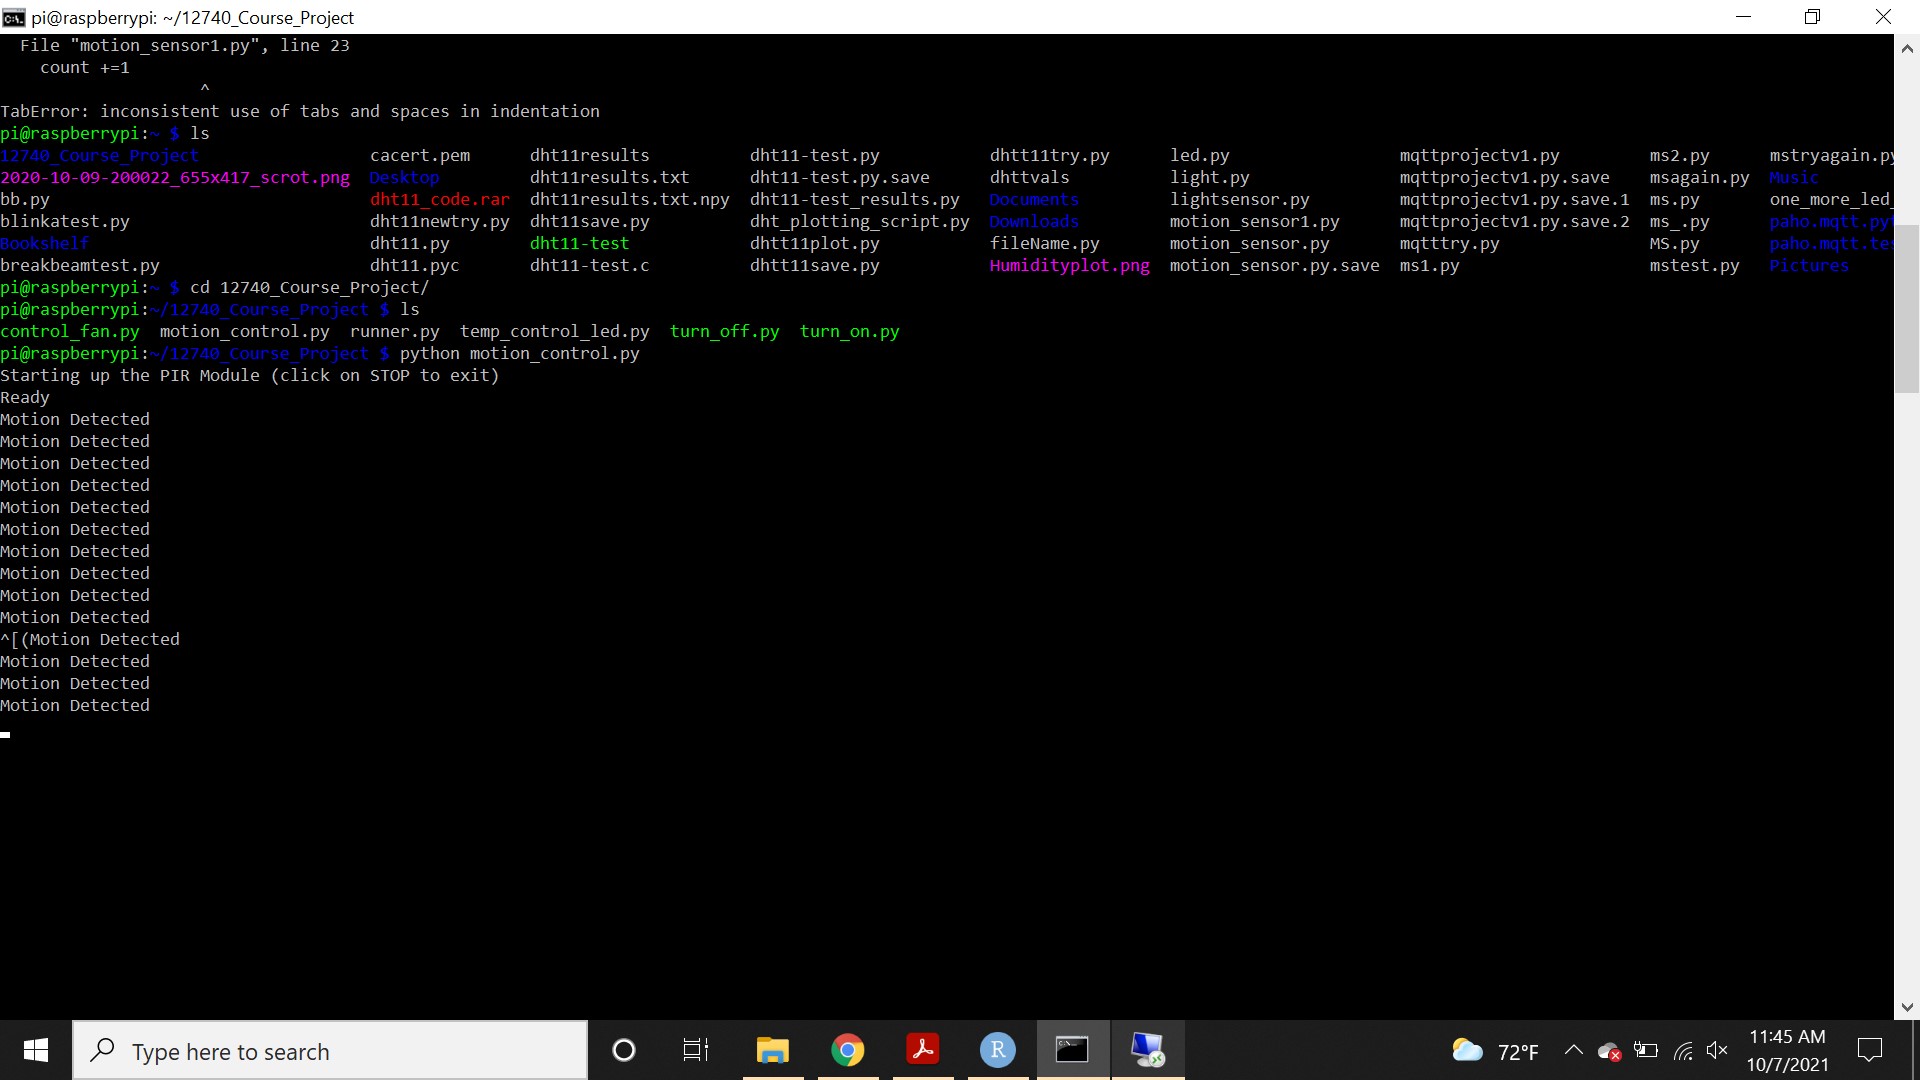 pi@raspberrypi: ~/12740_Course_Project
File "motion_sensor1.py", line 23
count +=1
^
TabError: inconsistent use of tabs and spaces in indentation
pi@raspberrypi:~ $ ls
12740_Course_Project cacert.pem dht11results dht11-test.py dhtt11try.py led.py mqttprojectv1.py ms2.py mstryagain.py
2020-10-09-200022_655x417_scrot.png Desktop dht11results.txt dht11-test.py.save dhttvals light.py mqttprojectv1.py.save msagain.py Music
bb.py dht11_code.rar dht11results.txt.npy dht11-test_results.py Documents lightsensor.py mqttprojectv1.py.save.1 ms.py one_more_led_
blinkatest.py dht11newtry.py dht11save.py dht_plotting_script.py Downloads motion_sensor1.py mqttprojectv1.py.save.2 ms_.py paho.mqtt.pyt
Bookshelf dht11.py dht11-test dhtt11plot.py fileName.py motion_sensor.py mqtttry.py MS.py paho.mqtt.tes
breakbeamtest.py dht11.pyc dht11-test.c dhtt11save.py Humidityplot.png motion_sensor.py.save ms1.py mstest.py Pictures
pi@raspberrypi:~ $ cd 12740_Course_Project/
pi@raspberrypi:~/12740_Course_Project $ ls
control_fan.py motion_control.py runner.py temp_control_led.py turn_off.py turn_on.py
pi@raspberrypi:~/12740_Course_Project $ python motion_control.py
Starting up the PIR Module (click on STOP to exit)
Ready
Motion Detected
Motion Detected
Motion Detected
Motion Detected
Motion Detected
Motion Detected
Motion Detected
Motion Detected
Motion Detected
Motion Detected
^[(Motion Detected
Motion Detected
Motion Detected
Motion Detected
Type here to search
72°F
11:45 AM
10/7/2021